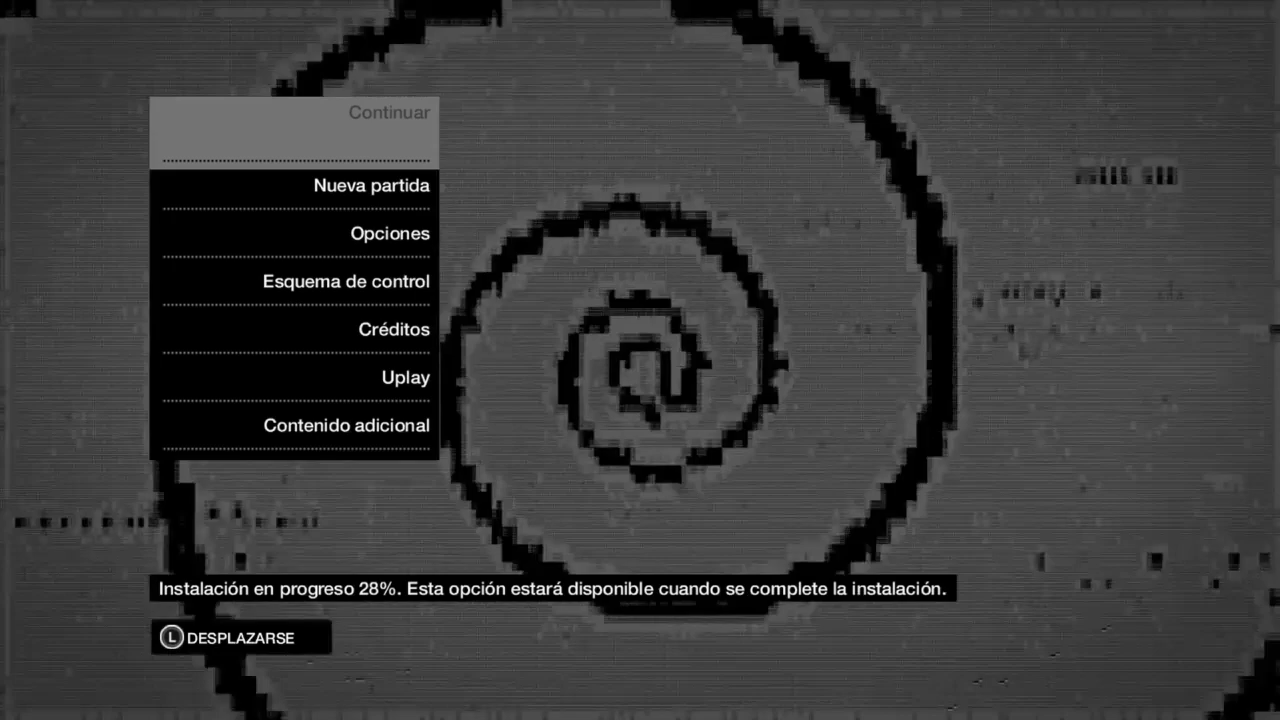 Continuar
Nueva partida
Opciones
Esquema de control
Créditos
Uplay
Contenido adicional
Instalación en progreso 28%. Esta opción estará disponible cuando se complete la instalación.
L DESPLAZARSE